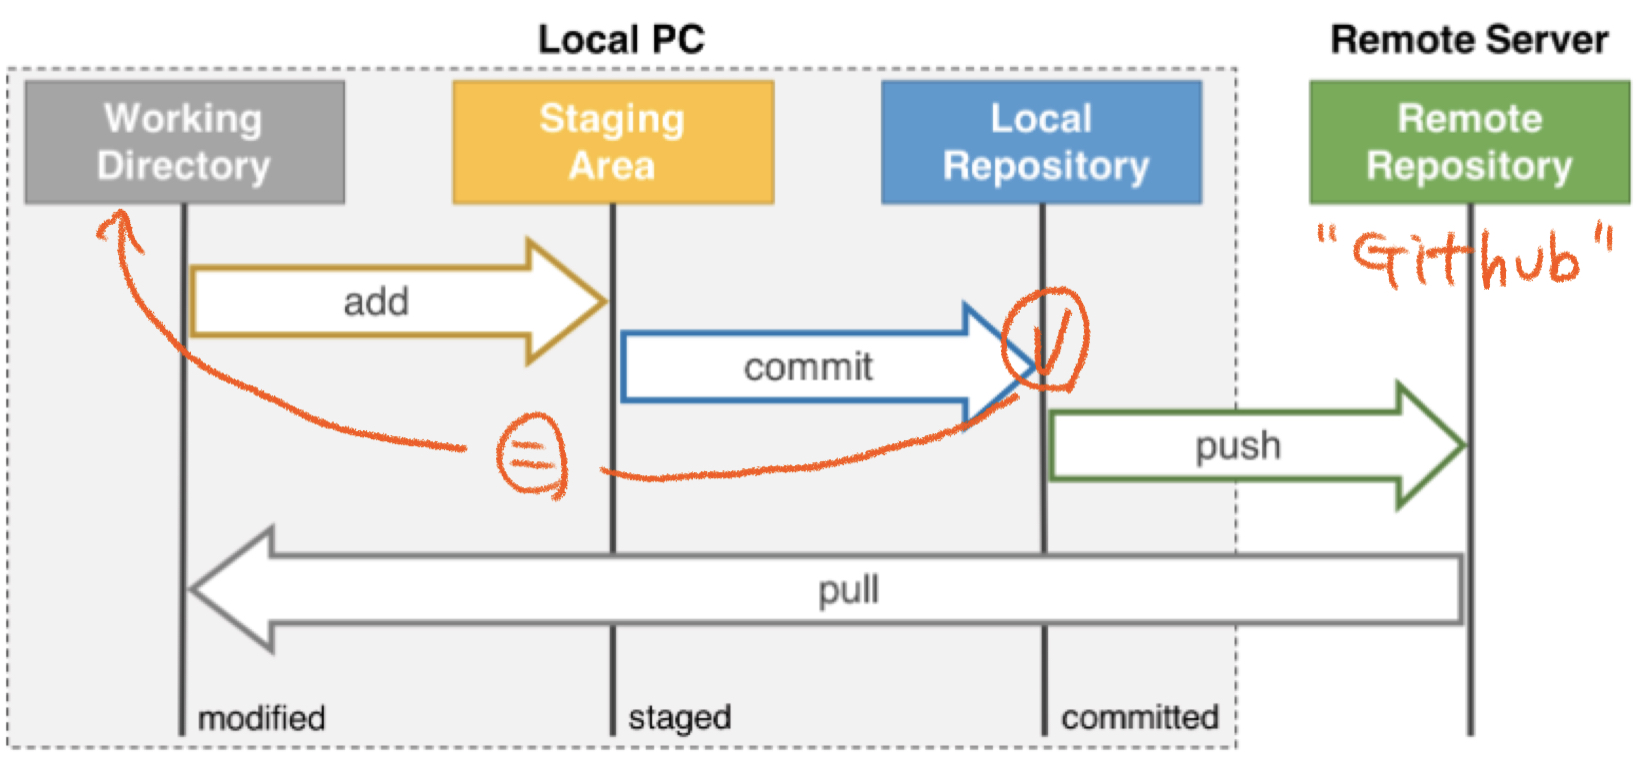 Local PC
Remote Server
Working
Directory
Staging
Area
Local
Repository
Remote
Repository
"Github"
add
commit
push
pull
modified
staged
committed